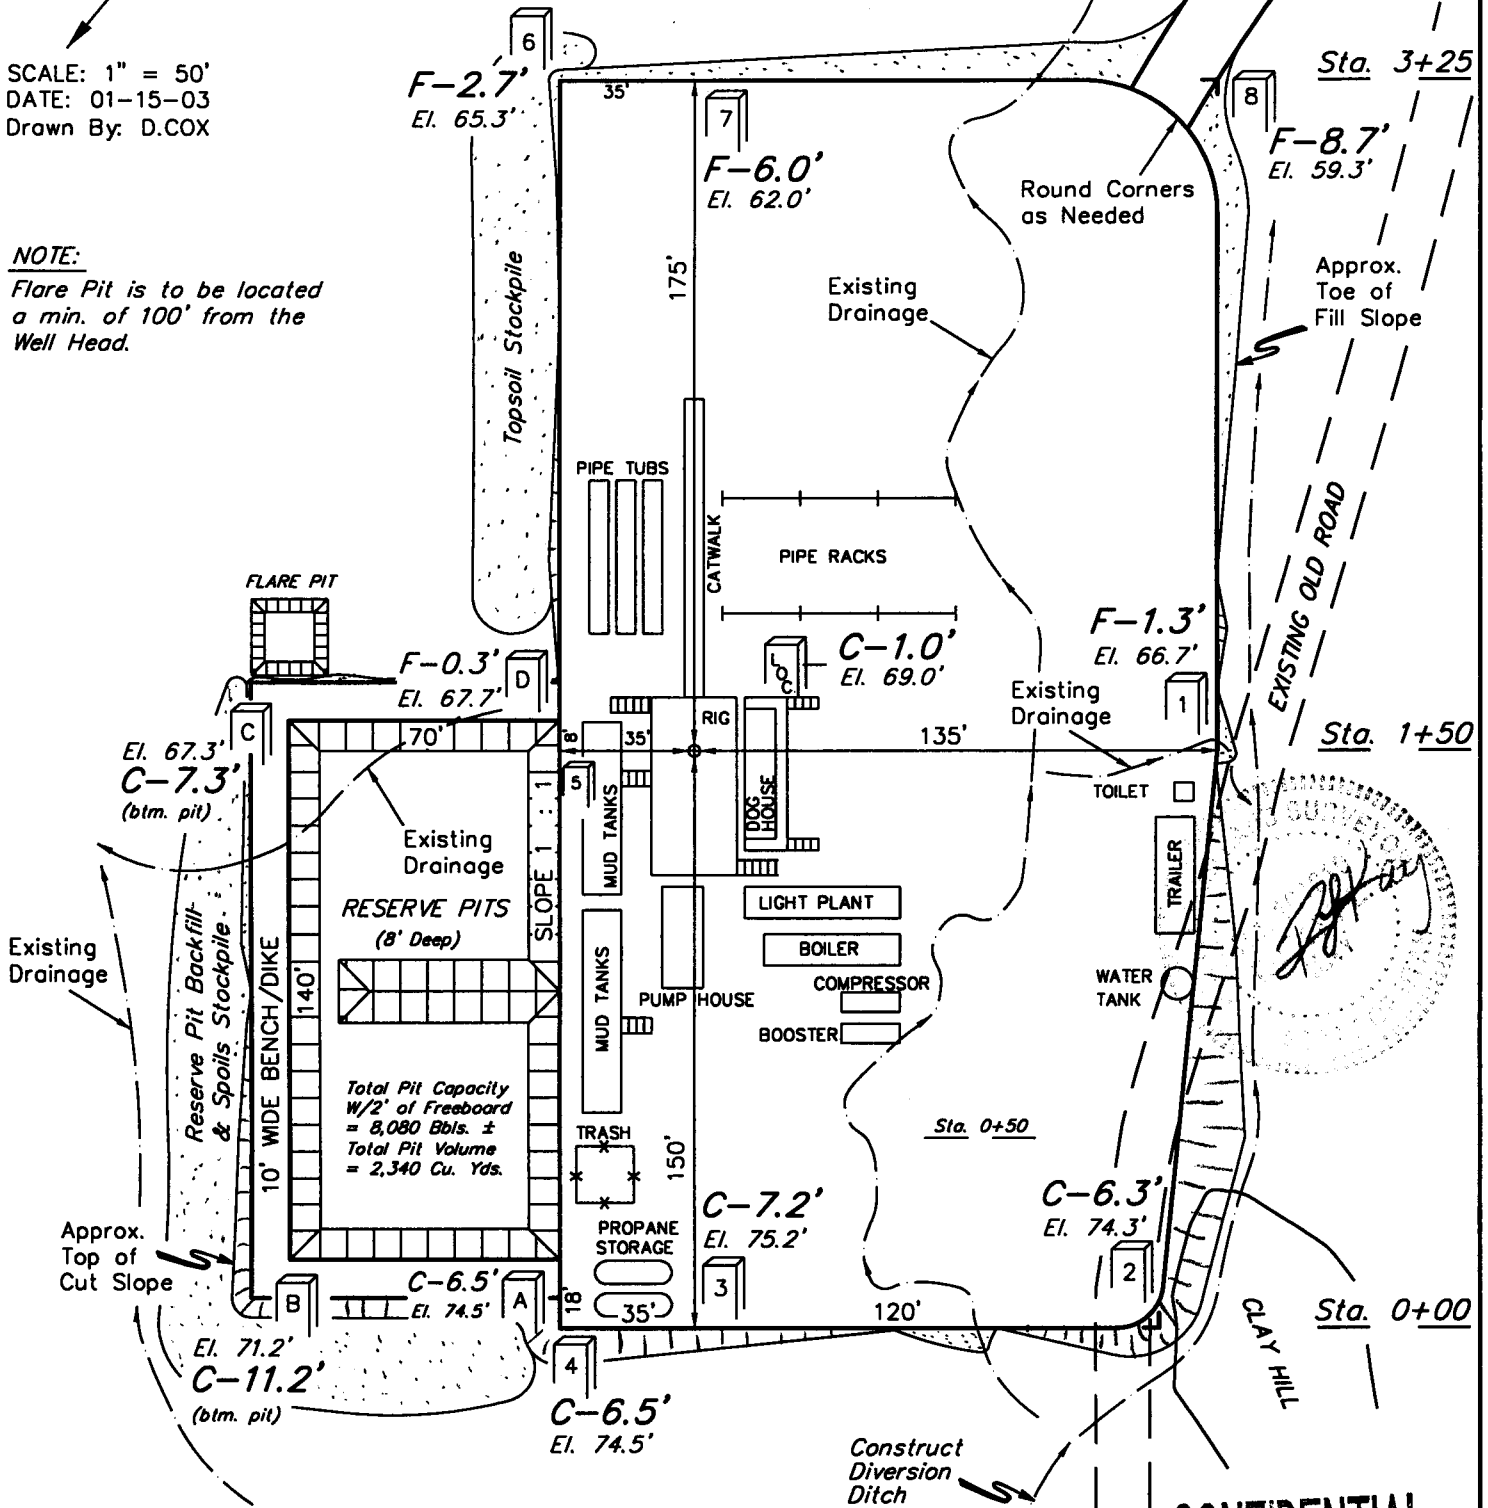 SCALE: 1" = 50'
DATE: 01-15-03
Drawn By: D.COX
NOTE:
Flare Pit is to be located
a min. of 100' from the
Well Head.
6
F-2.7'
El. 65.3'
35'
7
F-6.0'
El. 62.0'
8
F-8.7'
El. 59.3'
Sta. 3+25
Round Corners
as Needed
175'
Topsoil Stockpile
Existing
Drainage
Approx.
Toe of
Fill Slope
EXISTING OLD ROAD
PIPE TUBS
CATWALK
PIPE RACKS
FLARE PIT
F-0.3'
El. 67.7'
D
LOC.
C-1.0'
El. 69.0'
F-1.3'
El. 66.7'
1
Existing
Drainage
Sta. 1+50
C
El. 67.3'
C-7.3'
(btm. pit)
70'
8'
35'
RIG
135'
5
MUD TANKS
DOG
HOUSE
TOILET
TRAILER
SURVEYO
Existing
Drainage
SLOPE 1 : 1
RESERVE PITS
(8' Deep)
LIGHT PLANT
BOILER
COMPRESSOR
BOOSTER
PUMP HOUSE
MUD TANKS
WATER
TANK
Existing
Drainage
Reserve Pit Backfill
& Spoils Stockpile
10' WIDE BENCH/DIKE
140'
Total Pit Capacity
W/2' of Freeboard
= 8,080 Bbls. ±
Total Pit Volume
= 2,340 Cu. Yds.
TRASH
150'
Sta. 0+50
PROPANE
STORAGE
C-7.2'
El. 75.2'
3
C-6.3'
El. 74.3'
2
Approx.
Top of
Cut Slope
B
C-6.5'
El. 74.5'
A
18'
35'
120'
CLAY HILL
Sta. 0+00
El. 71.2'
C-11.2'
(btm. pit)
4
C-6.5'
El. 74.5'
Construct
Diversion
Ditch
CONFIDENTIAL